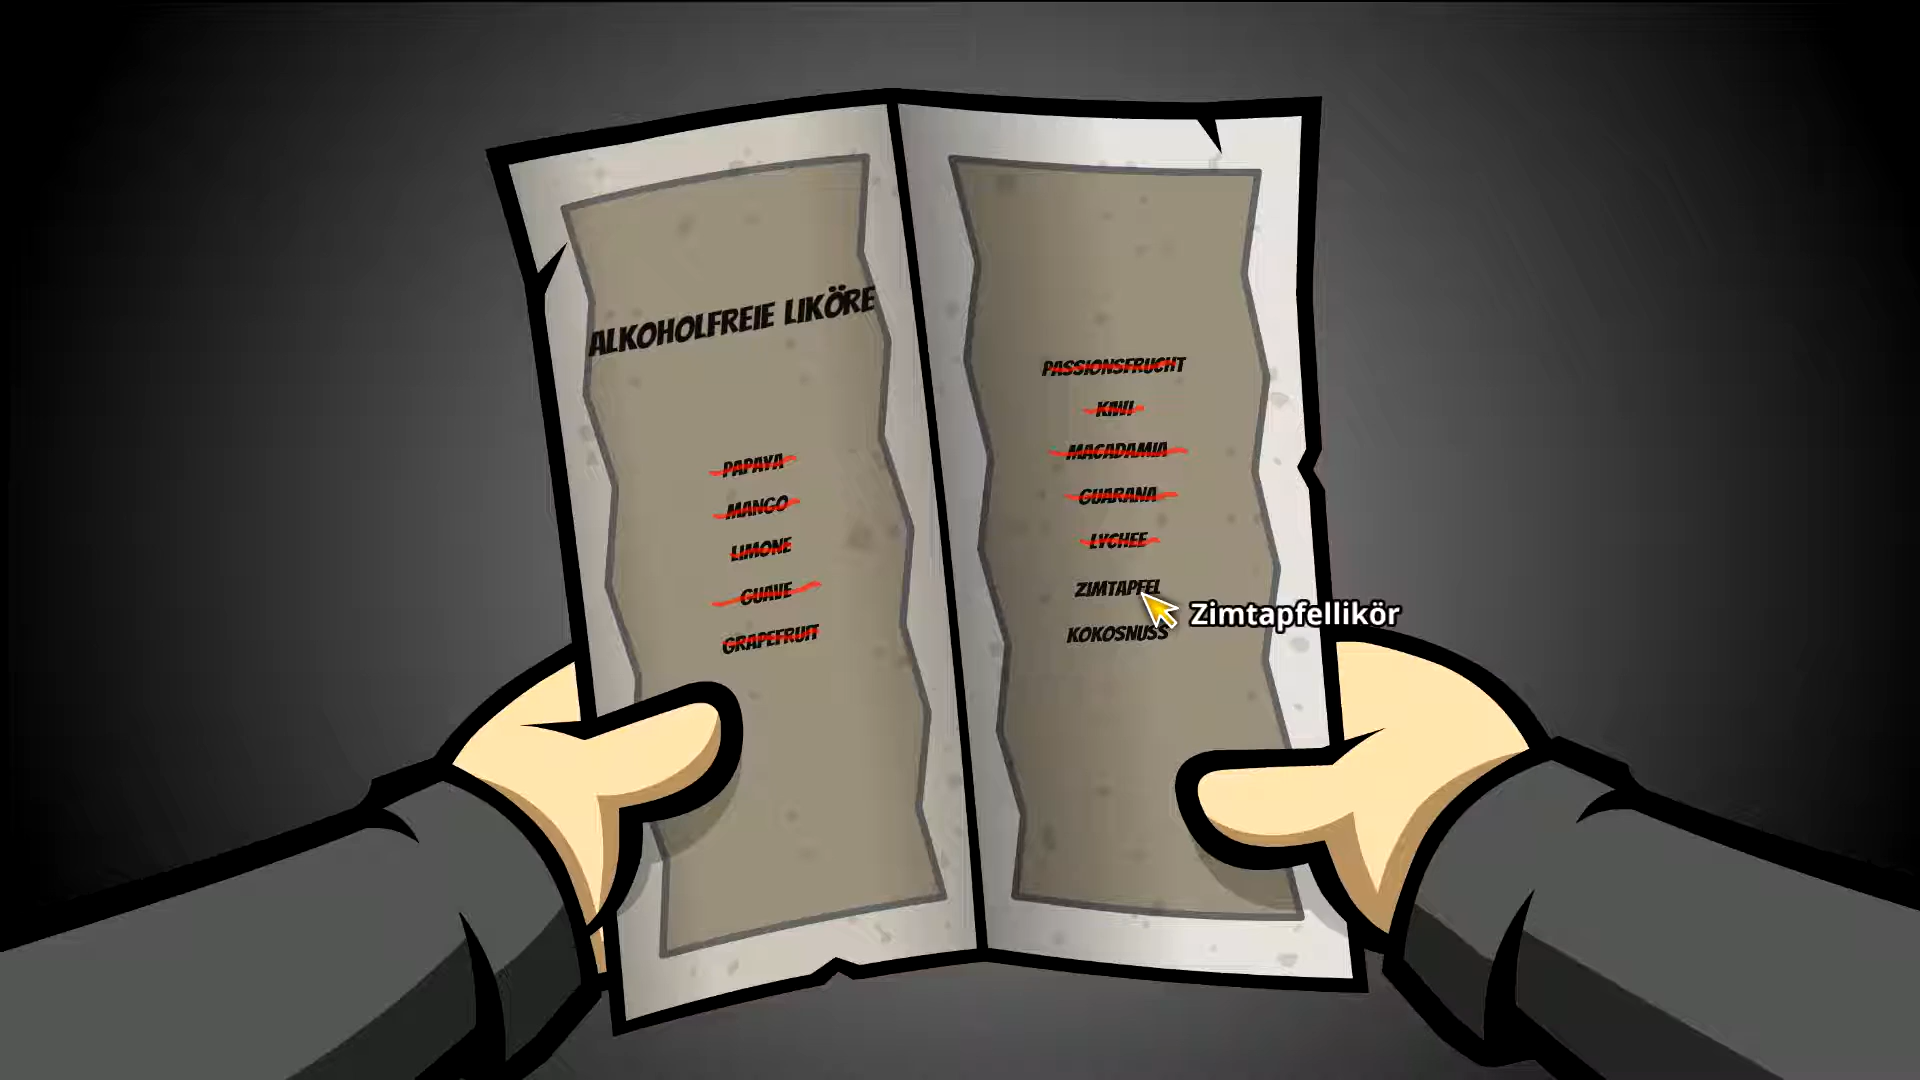 ALKOHOLFREIE LIKÖRE
PAPAYA
MANGO
LIMONE
GUAVE
GRAPEFRUIT
PASSIONSFRUCHT
KIWI
MACADAMIA
GUARANA
LYCHEE
ZIMTAPFEL
KOKOSNUSS
Zimtapfellikör